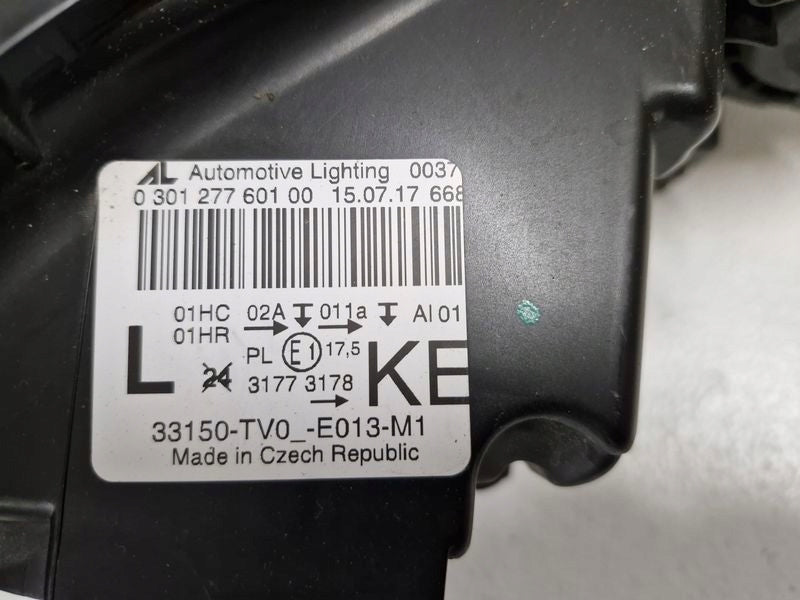 AL Automotive Lighting 0037
0 301 277 601 00 15.07.17 668
01HC 02A 011a AI 01
01HR
PL E1 17,5
L 24 3177 3178 KE
33150-TV0_-E013-M1
Made in Czech Republic